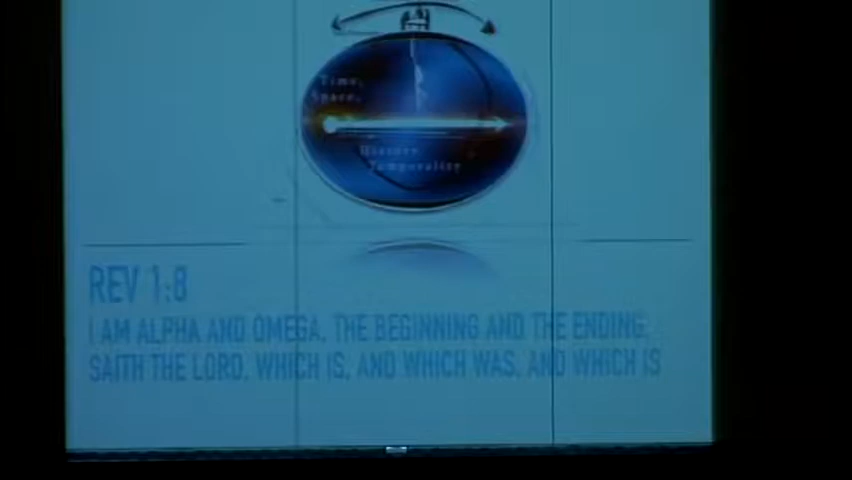 Time,
Space,
History
Temporality
REV 1:8
I AM ALPHA AND OMEGA, THE BEGINNING AND THE ENDING,
SAITH THE LORD, WHICH IS, AND WHICH WAS, AND WHICH IS